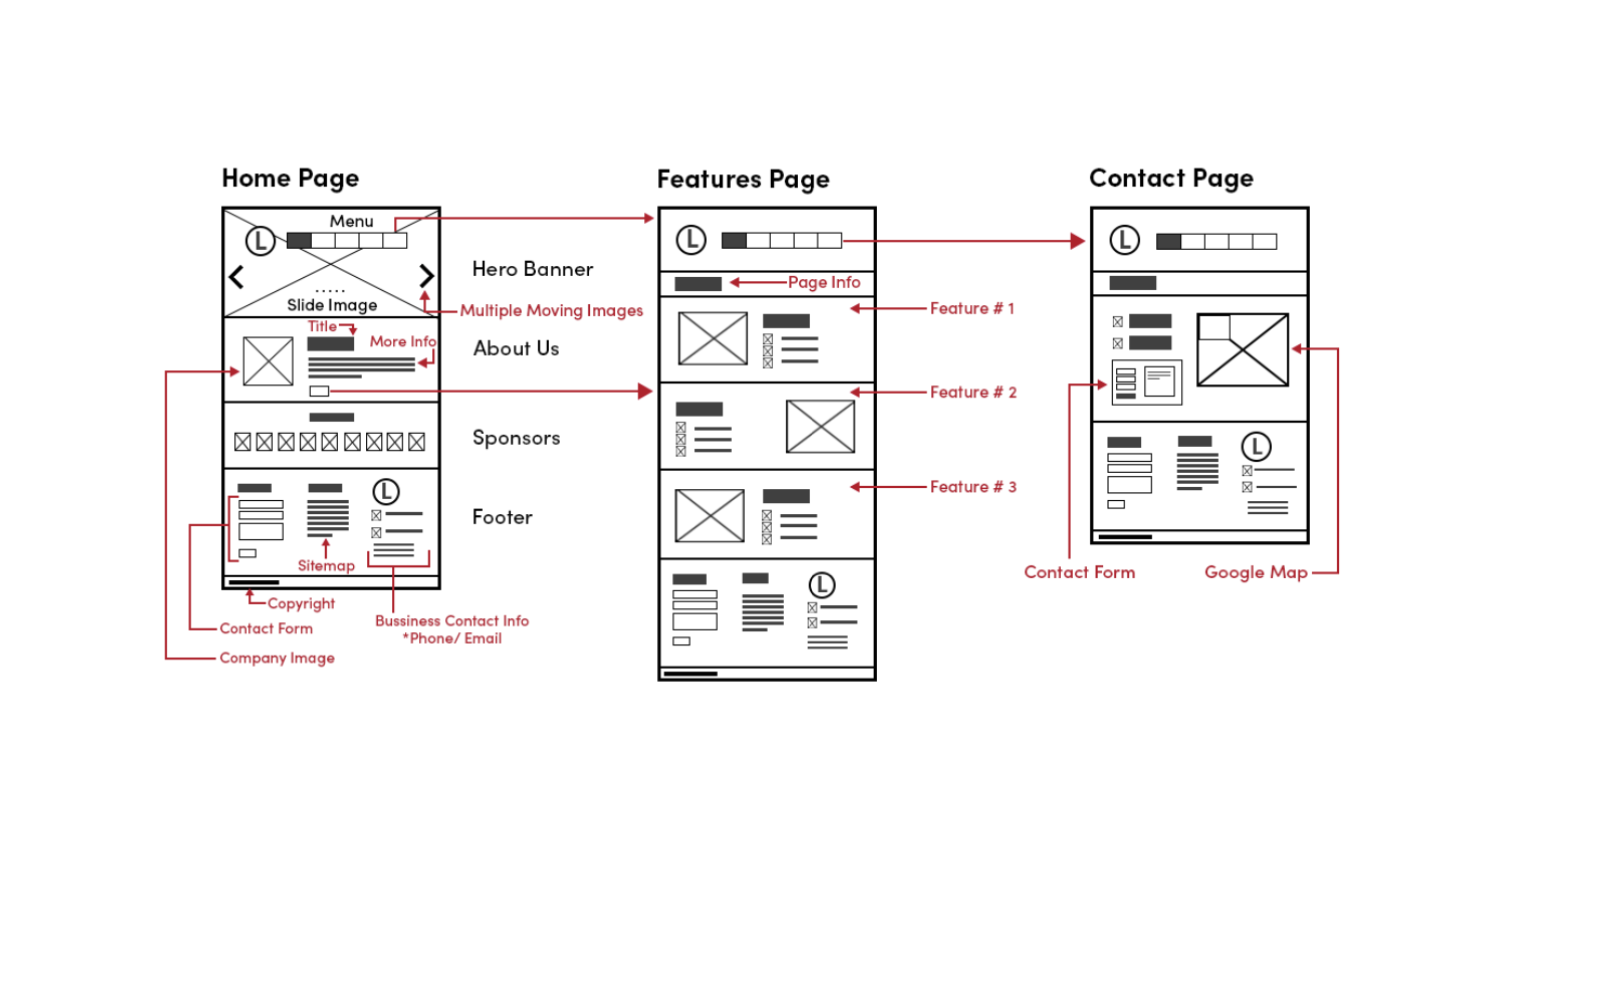 Home Page
Features Page
Contact Page
Menu
L
L
L
Hero Banner
Page Info
Slide Image
Multiple Moving Images
Feature # 1
Title
More Info
About Us
Feature # 2
Sponsors
L
L
Feature # 3
Footer
Sitemap
Contact Form
Google Map
L
Copyright
Contact Form
Bussiness Contact Info
*Phone/ Email
Company Image